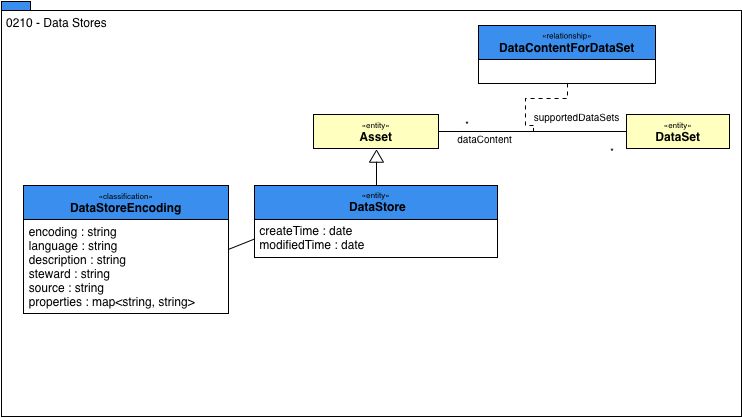 0210 - Data Stores
«relationship»
DataContentForDataSet
«entity»
Asset
*
dataContent
supportedDataSets
*
«entity»
DataSet
«classification»
DataStoreEncoding
encoding : string
language : string
description : string
steward : string
source : string
properties : map<string, string>
«entity»
DataStore
createTime : date
modifiedTime : date